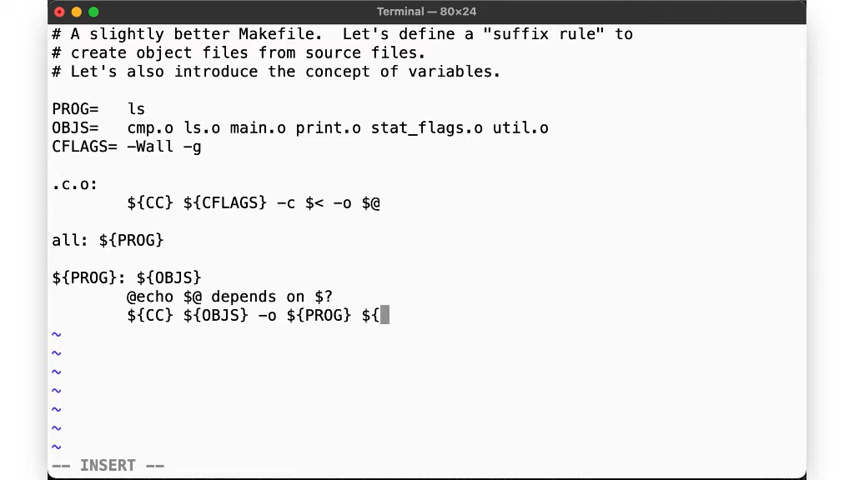 Terminal — 80×24
# A slightly better Makefile.  Let's define a "suffix rule" to
# create object files from source files.
# Let's also introduce the concept of variables.
PROG=   ls
OBJS=   cmp.o ls.o main.o print.o stat_flags.o util.o
CFLAGS= -Wall -g
.c.o:
        ${CC} ${CFLAGS} -c $< -o $@
all: ${PROG}
${PROG}: ${OBJS}
        @echo $@ depends on $?
        ${CC} ${OBJS} -o ${PROG} ${
~
~
~
~
~
~
~
-- INSERT --